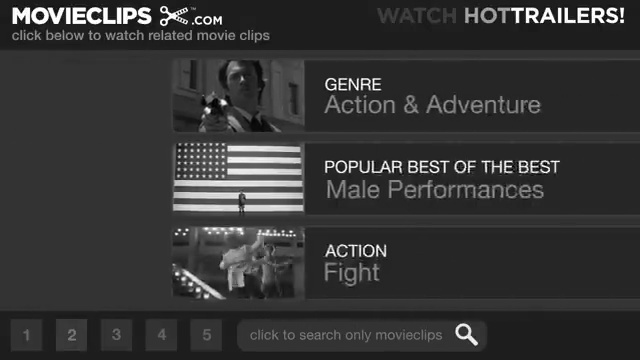 MOVIECLIPS ™ .COM
WATCH HOTTRAILERS!
click below to watch related movie clips
GENRE
Action & Adventure
POPULAR BEST OF THE BEST
Male Performances
ACTION
Fight
1 2 3 4 5 click to search only movieclips